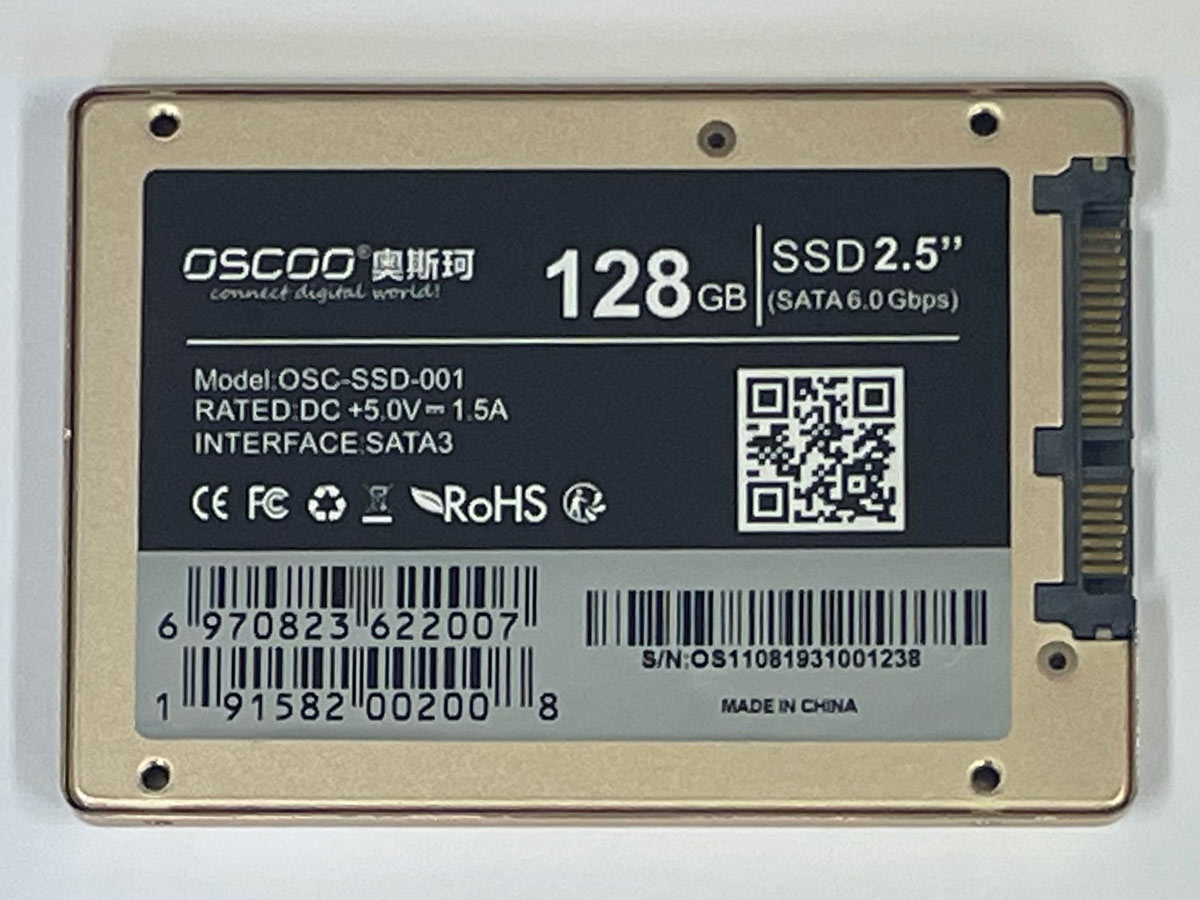 OSCOO®奥斯珂
connect digital world!
128GB
SSD 2.5”
(SATA 6.0 Gbps)
Model:OSC-SSD-001
RATED:DC +5.0V⎓1.5A
INTERFACE:SATA3
CE FC RoHS
6 970823 622007
1 91582 00200 8
S/N:OS11081931001238
MADE IN CHINA